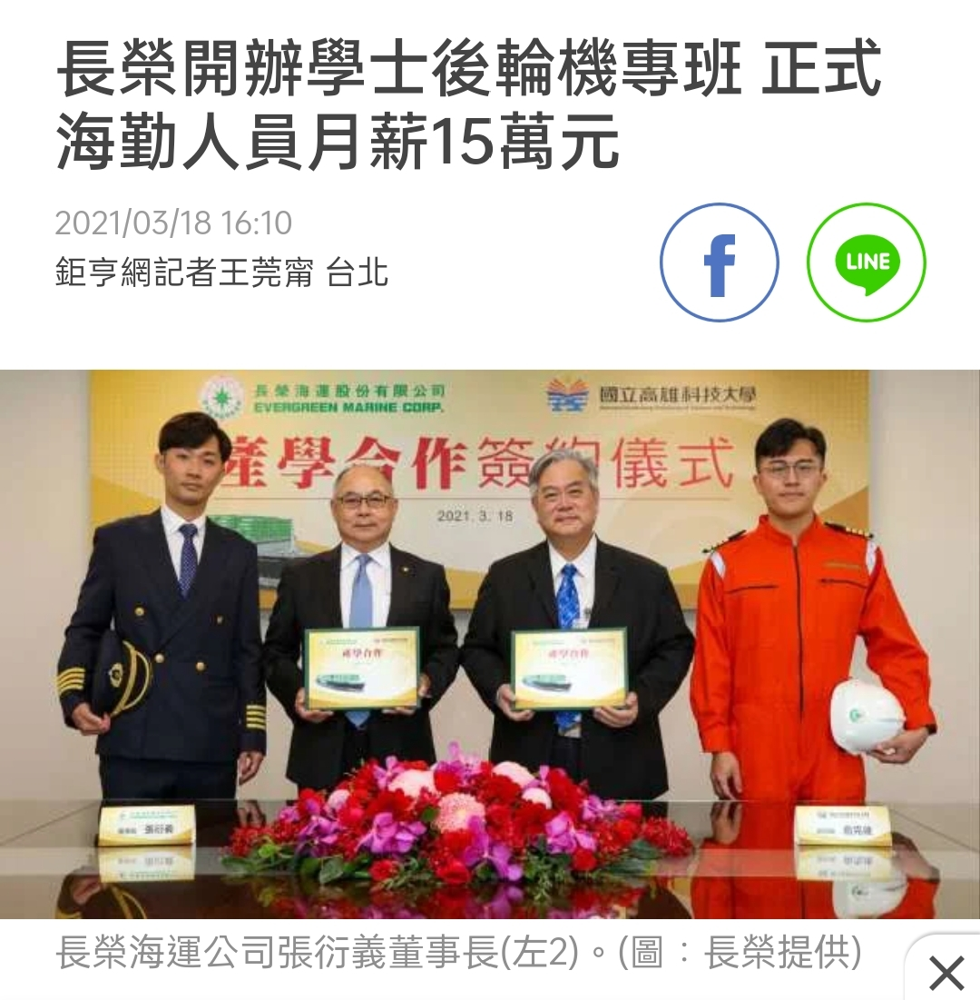 長榮開辦學士後輪機專班 正式
海勤人員月薪15萬元
2021/03/18 16:10
鉅亨網記者王莞甯 台北
LINE
長榮海運股份有限公司
EVERGREEN MARINE CORP.
國立高雄科技大學
產學合作簽約儀式
2021. 3. 18
產學合作
產學合作
張衍義
長榮海運公司張衍義董事長(左2)。(圖：長榮提供)